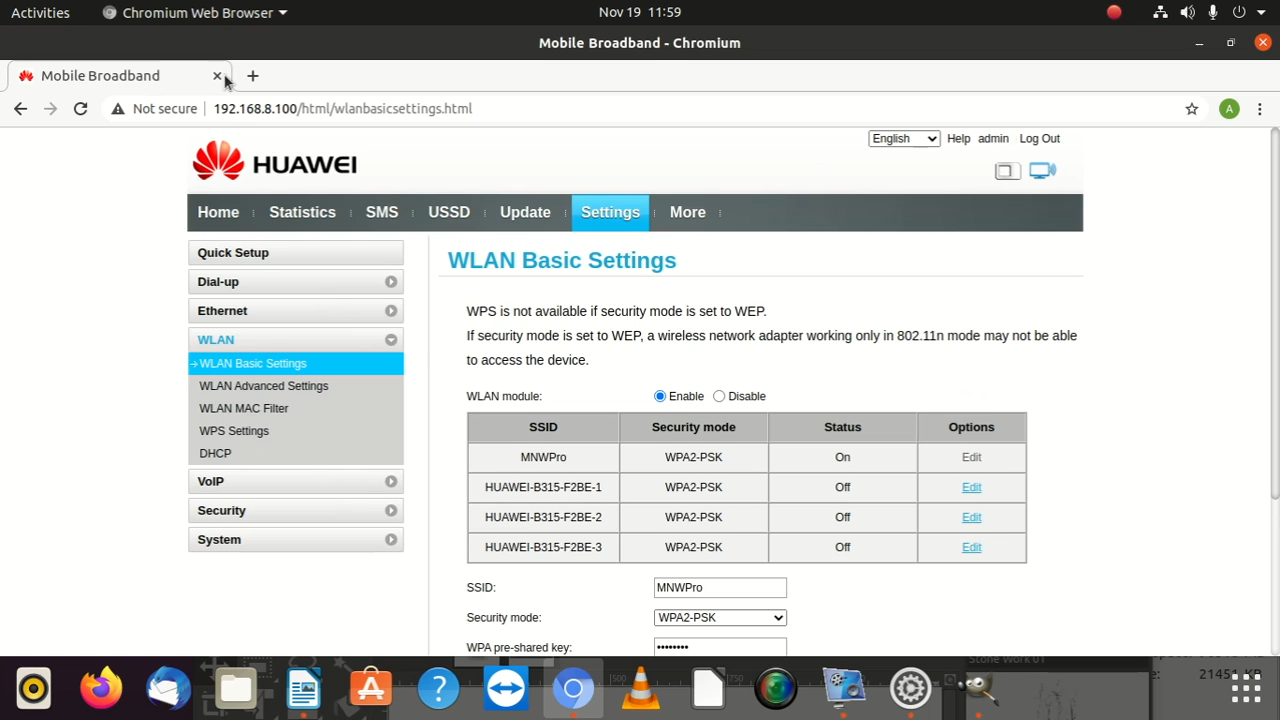 Activities
Chromium Web Browser
Nov 19 11:59
Mobile Broadband - Chromium
Mobile Broadband
Not secure
192.168.8.100/html/wlanbasicsettings.html
A
English
Help
admin
Log Out
HUAWEI
Home
Statistics
SMS
USSD
Update
Settings
More
Quick Setup
Dial-up
Ethernet
WLAN
WLAN Basic Settings
WLAN Advanced Settings
WLAN MAC Filter
WPS Settings
DHCP
VoIP
Security
System
WLAN Basic Settings
WPS is not available if security mode is set to WEP.
If security mode is set to WEP, a wireless network adapter working only in 802.11n mode may not be able
to access the device.
WLAN module: Enable Disable
SSID Security mode Status Options
MNWPro WPA2-PSK On Edit
HUAWEI-B315-F2BE-1 WPA2-PSK Off Edit
HUAWEI-B315-F2BE-2 WPA2-PSK Off Edit
HUAWEI-B315-F2BE-3 WPA2-PSK Off Edit
SSID: MNWPro
Security mode: WPA2-PSK
WPA pre-shared key: ••••••••
500
750
21451 KB